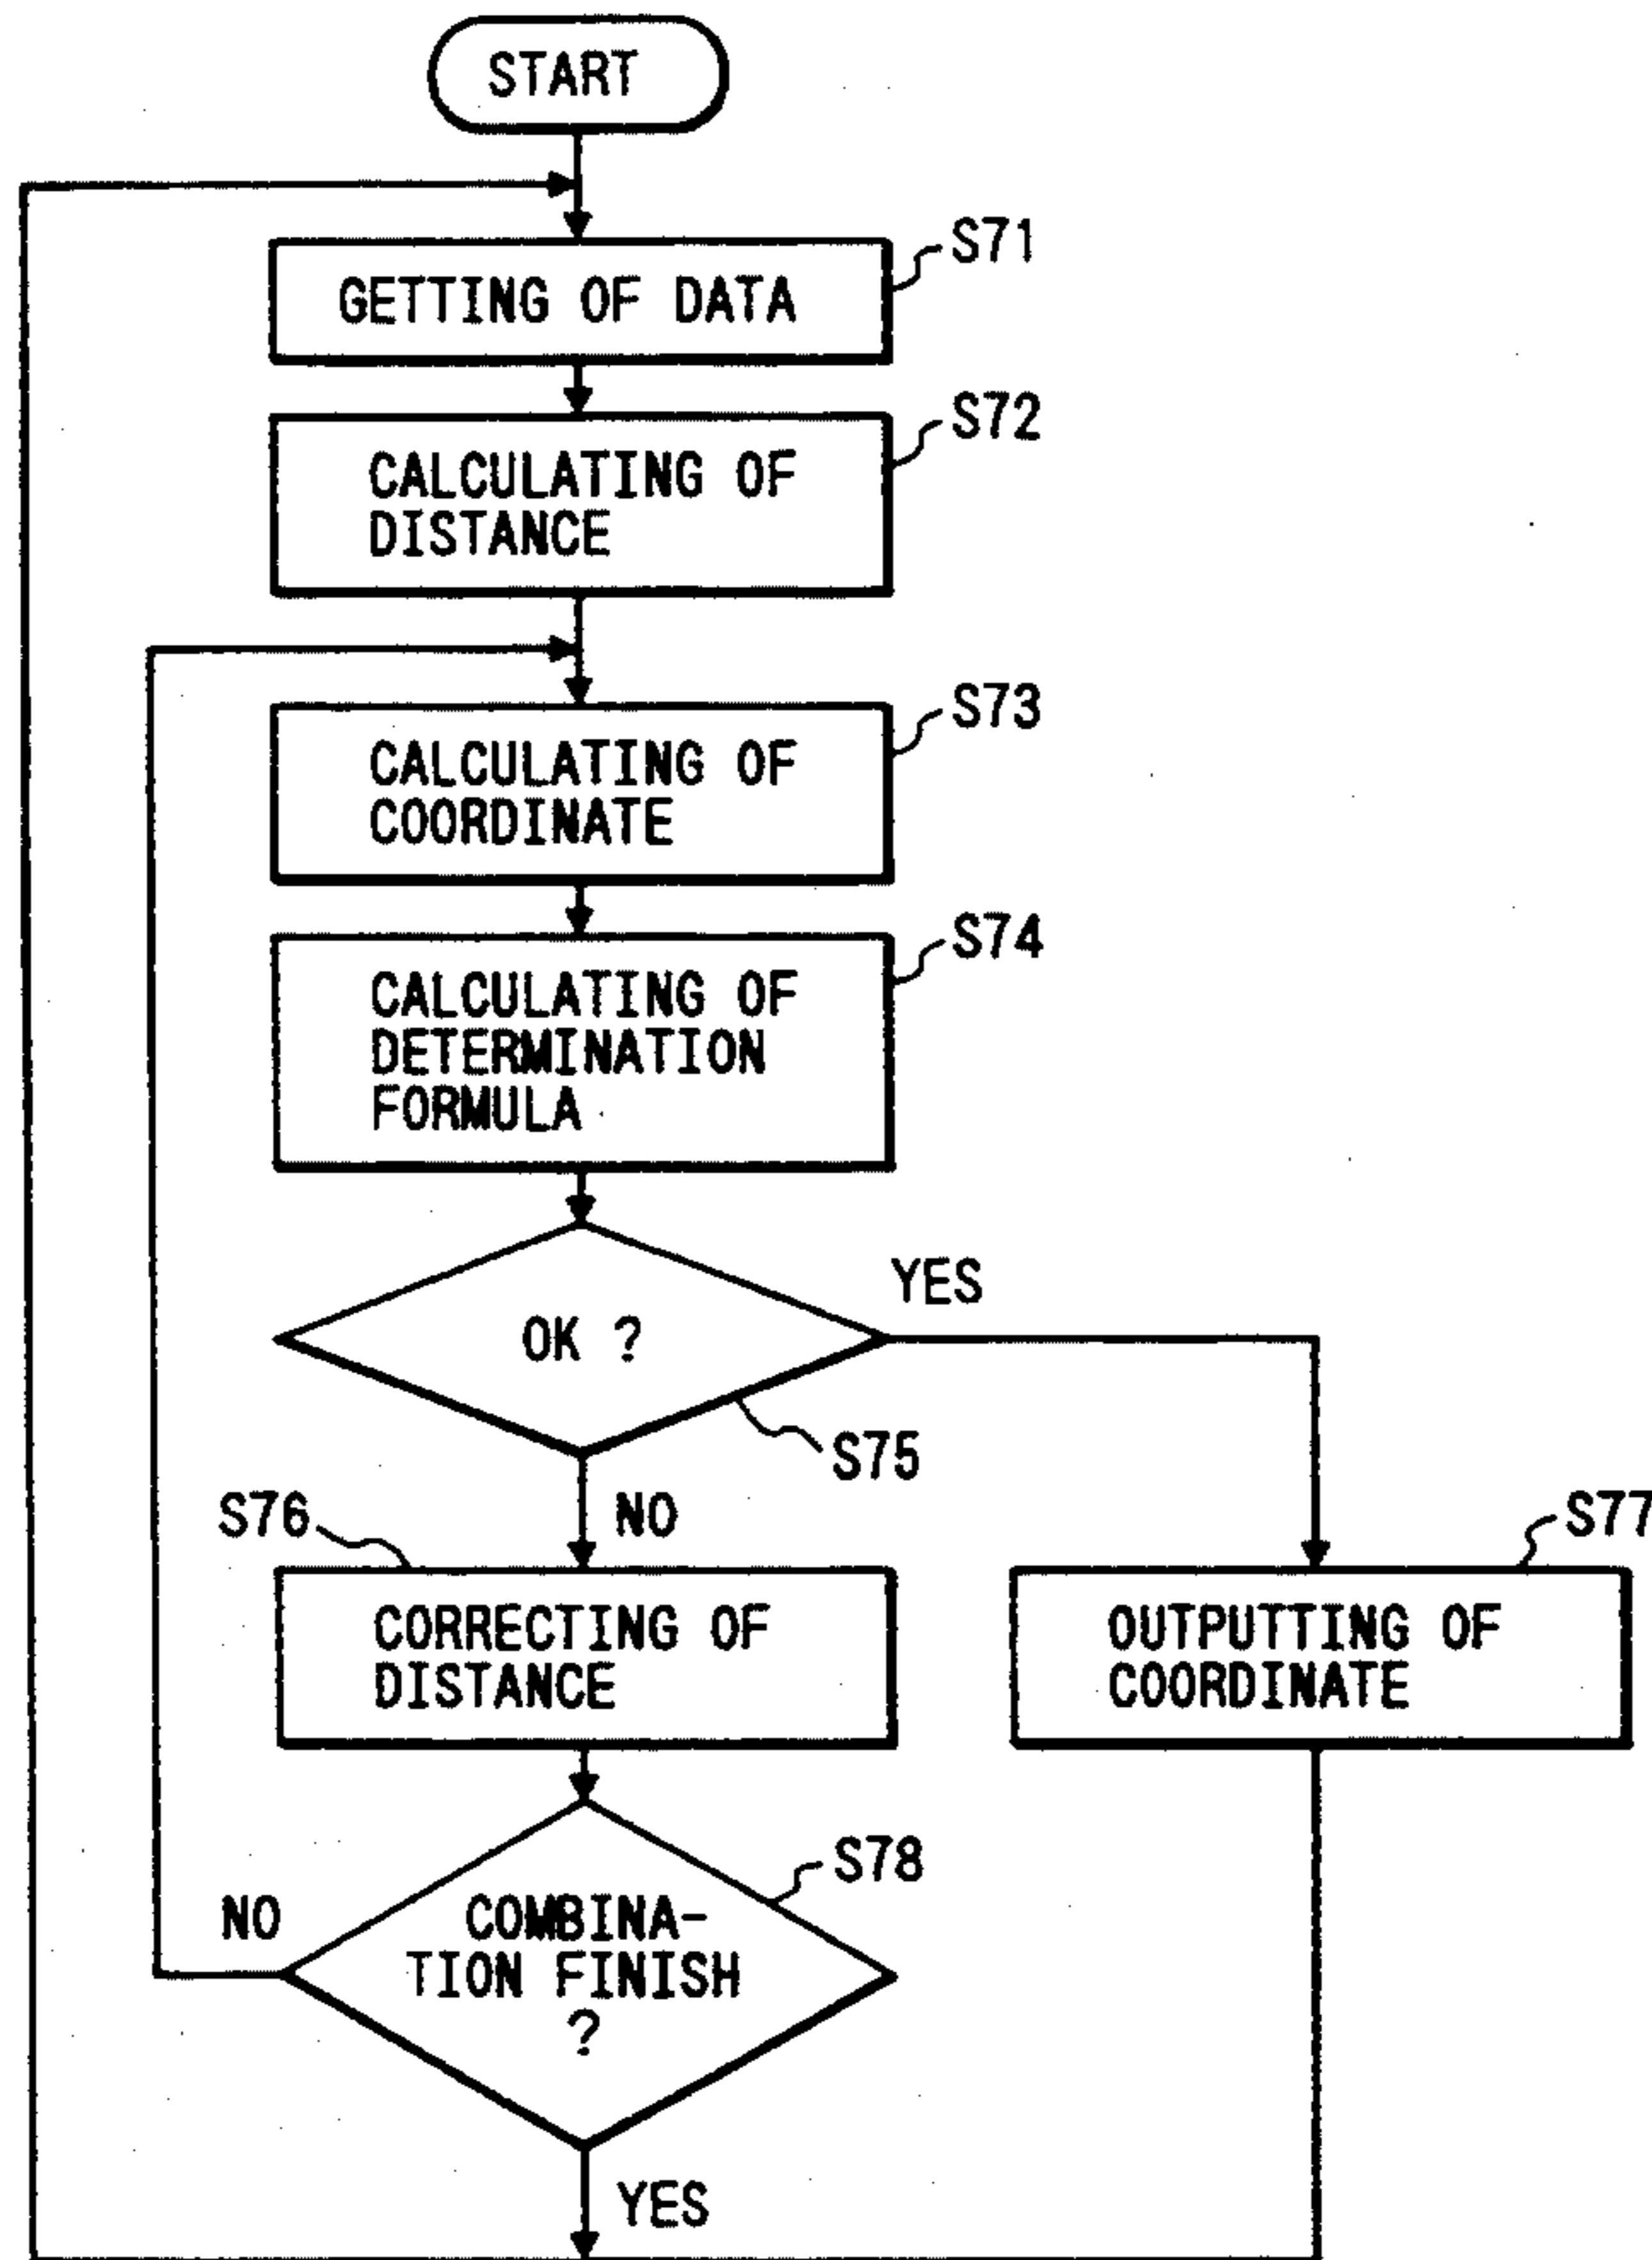 START
S71
GETTING OF DATA
S72
CALCULATING OF
DISTANCE
S73
CALCULATING OF
COORDINATE
S74
CALCULATING OF
DETERMINATION
FORMULA
YES
OK ?
S75
NO
S76
CORRECTING OF
DISTANCE
S77
OUTPUTTING OF
COORDINATE
S78
NO
COMBINA-
TION FINISH
?
YES